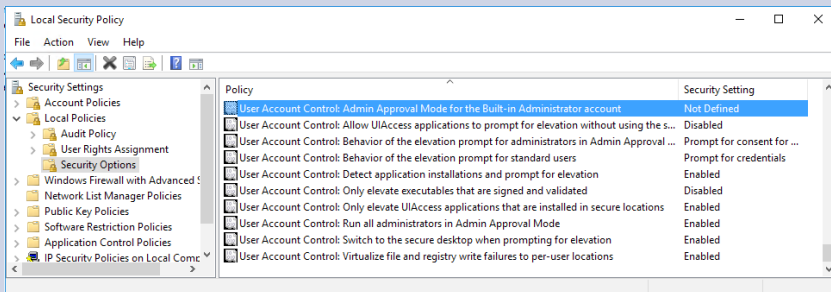 Local Security Policy
File Action View Help
Security Settings
Account Policies
Local Policies
Audit Policy
User Rights Assignment
Security Options
Windows Firewall with Advanced S
Network List Manager Policies
Public Key Policies
Software Restriction Policies
Application Control Policies
IP Security Policies on Local Comp
Policy Security Setting
User Account Control: Admin Approval Mode for the Built-in Administrator account Not Defined
User Account Control: Allow UIAccess applications to prompt for elevation without using the s... Disabled
User Account Control: Behavior of the elevation prompt for administrators in Admin Approval ... Prompt for consent for ...
User Account Control: Behavior of the elevation prompt for standard users Prompt for credentials
User Account Control: Detect application installations and prompt for elevation Enabled
User Account Control: Only elevate executables that are signed and validated Disabled
User Account Control: Only elevate UIAccess applications that are installed in secure locations Enabled
User Account Control: Run all administrators in Admin Approval Mode Enabled
User Account Control: Switch to the secure desktop when prompting for elevation Enabled
User Account Control: Virtualize file and registry write failures to per-user locations Enabled